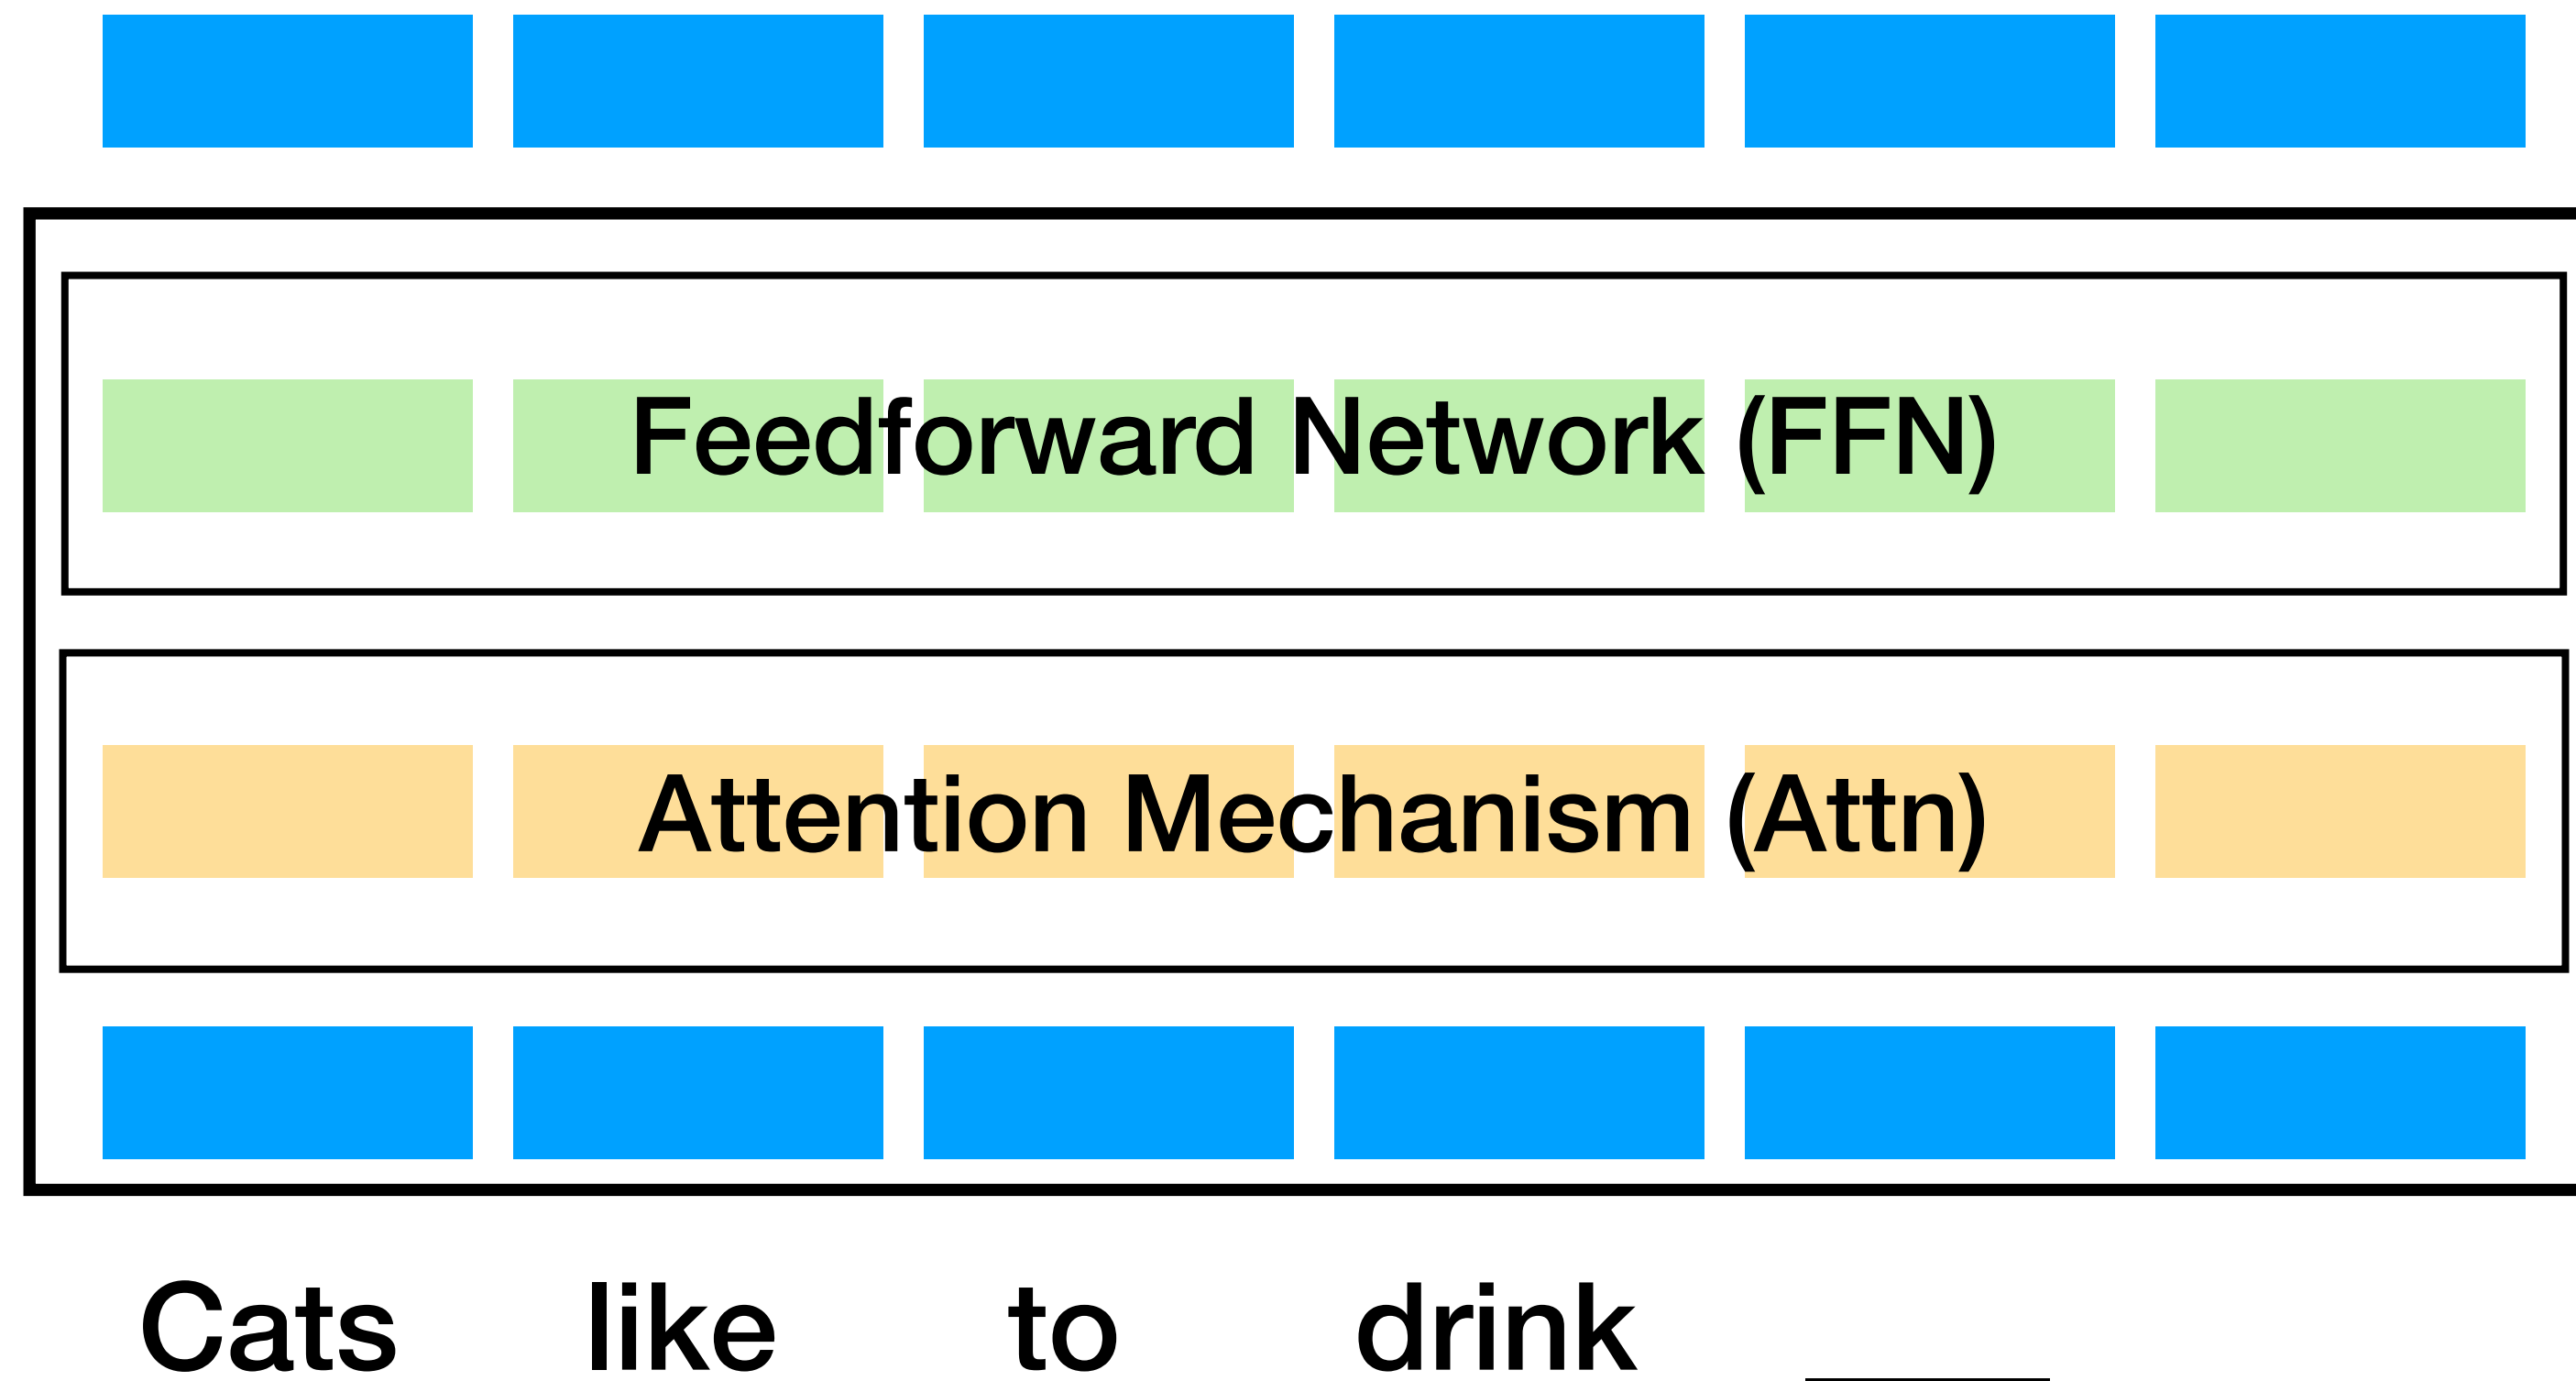 Feedforward Network (FFN)
Attention Mechanism (Attn)
Cats like to drink